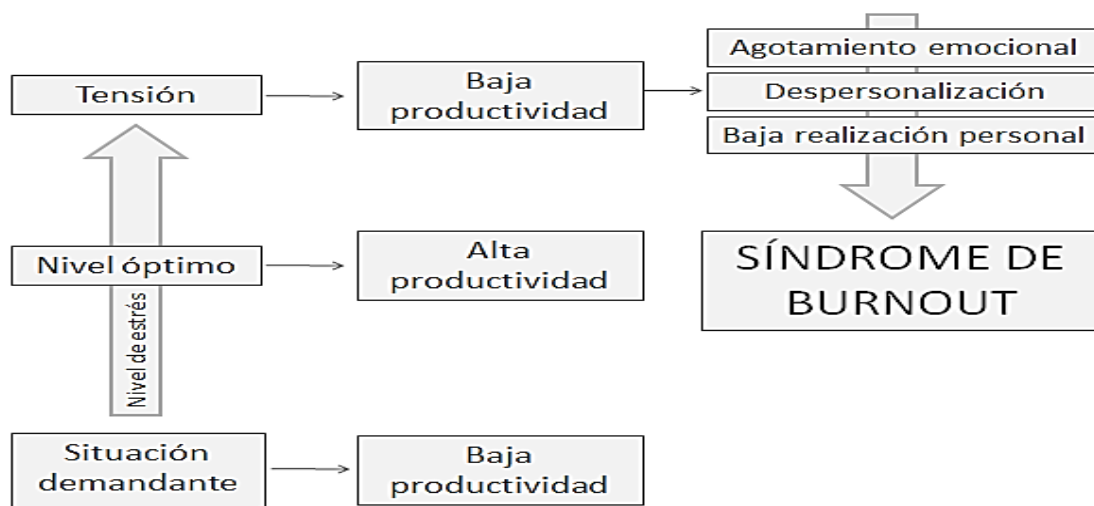 Tensión
Baja
productividad
Agotamiento emocional
Despersonalización
Baja realización personal
Nivel óptimo
Alta
productividad
SÍNDROME DE
BURNOUT
Nivel de estrés
Situación
demandante
Baja
productividad